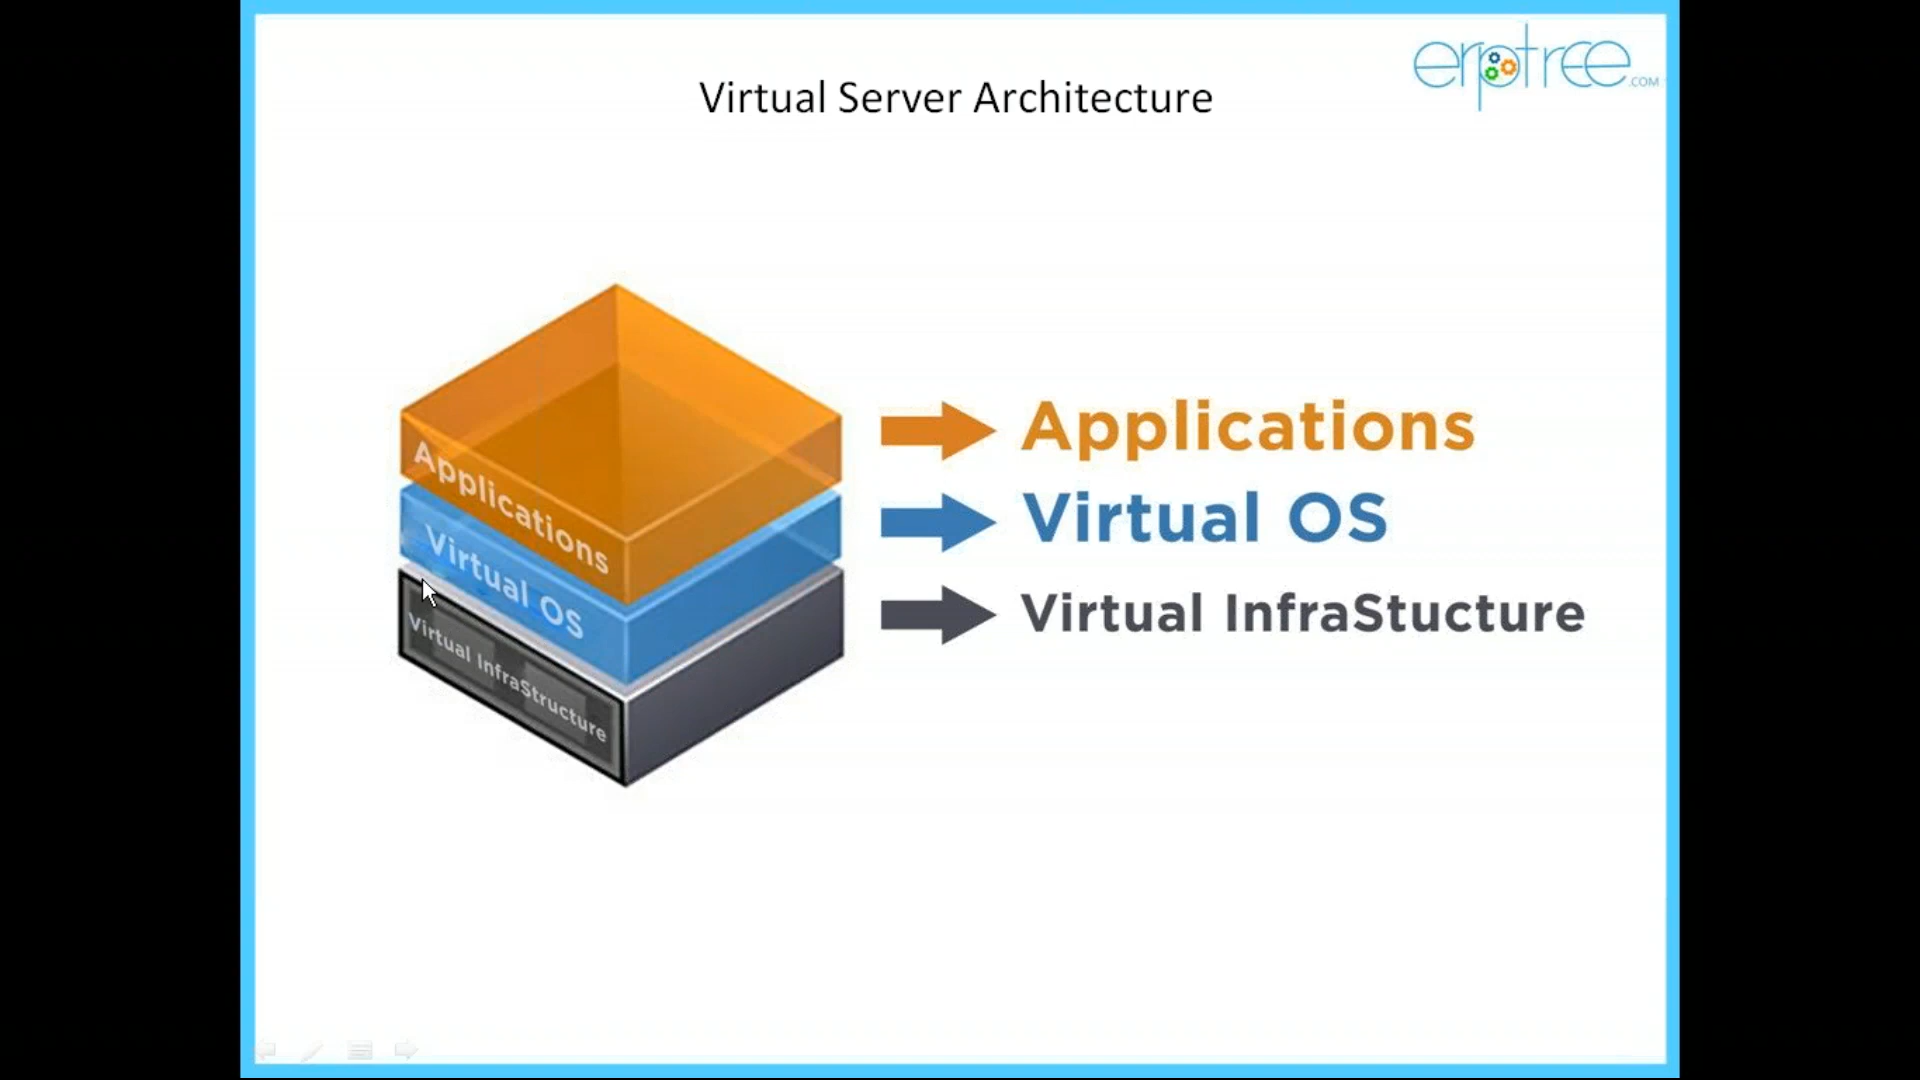 erptree.COM
Virtual Server Architecture
Applications
Virtual OS
Virtual InfraStructure
Applications
Virtual OS
Virtual InfraStucture